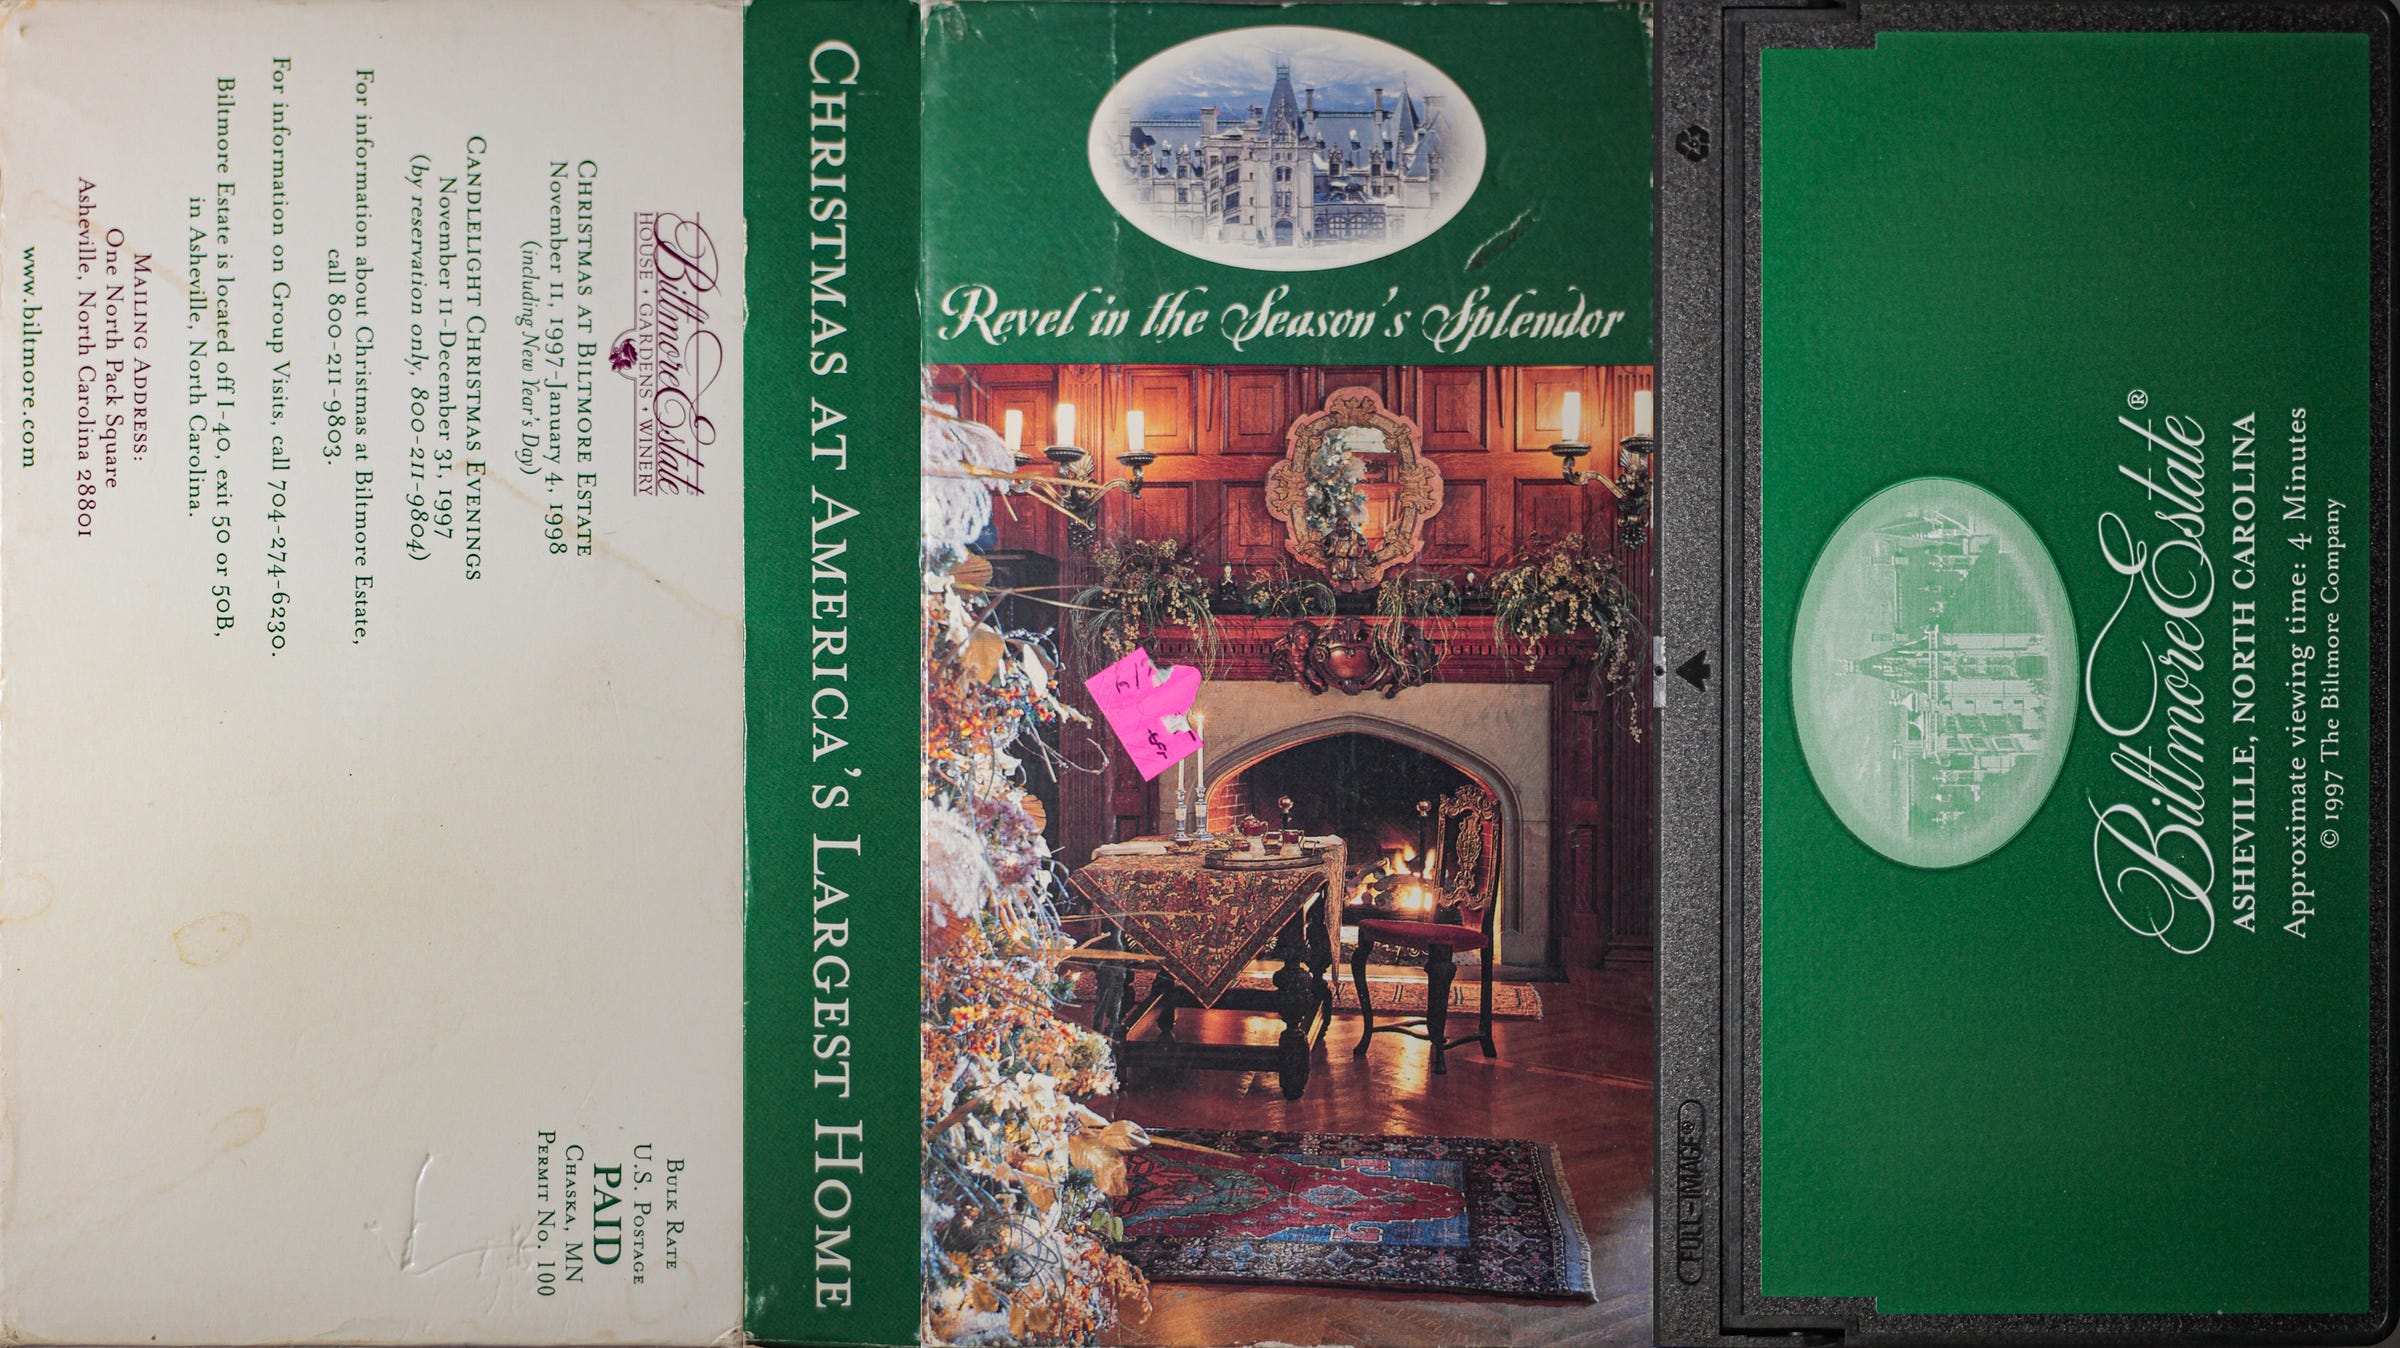 Biltmore Estate
HOUSE • GARDENS • WINERY
CHRISTMAS AT BILTMORE ESTATE
November 11, 1997-January 4, 1998
(including New Year's Day)
CANDLELIGHT CHRISTMAS EVENINGS
November 11-December 31, 1997
(by reservation only, 800-211-9804)
For information about Christmas at Biltmore Estate,
call 800-211-9803.
For information on Group Visits, call 704-274-6230.
Biltmore Estate is located off I-40, exit 50 or 50B,
in Asheville, North Carolina.
MAILING ADDRESS:
One North Pack Square
Asheville, North Carolina 28801
www.biltmore.com
BULK RATE
U.S. POSTAGE
PAID
CHASKA, MN
PERMIT NO. 100
CHRISTMAS AT AMERICA'S LARGEST HOME
Revel in the Season's Splendor
Biltmore Estate®
ASHEVILLE, NORTH CAROLINA
Approximate viewing time: 4 Minutes
© 1997 The Biltmore Company